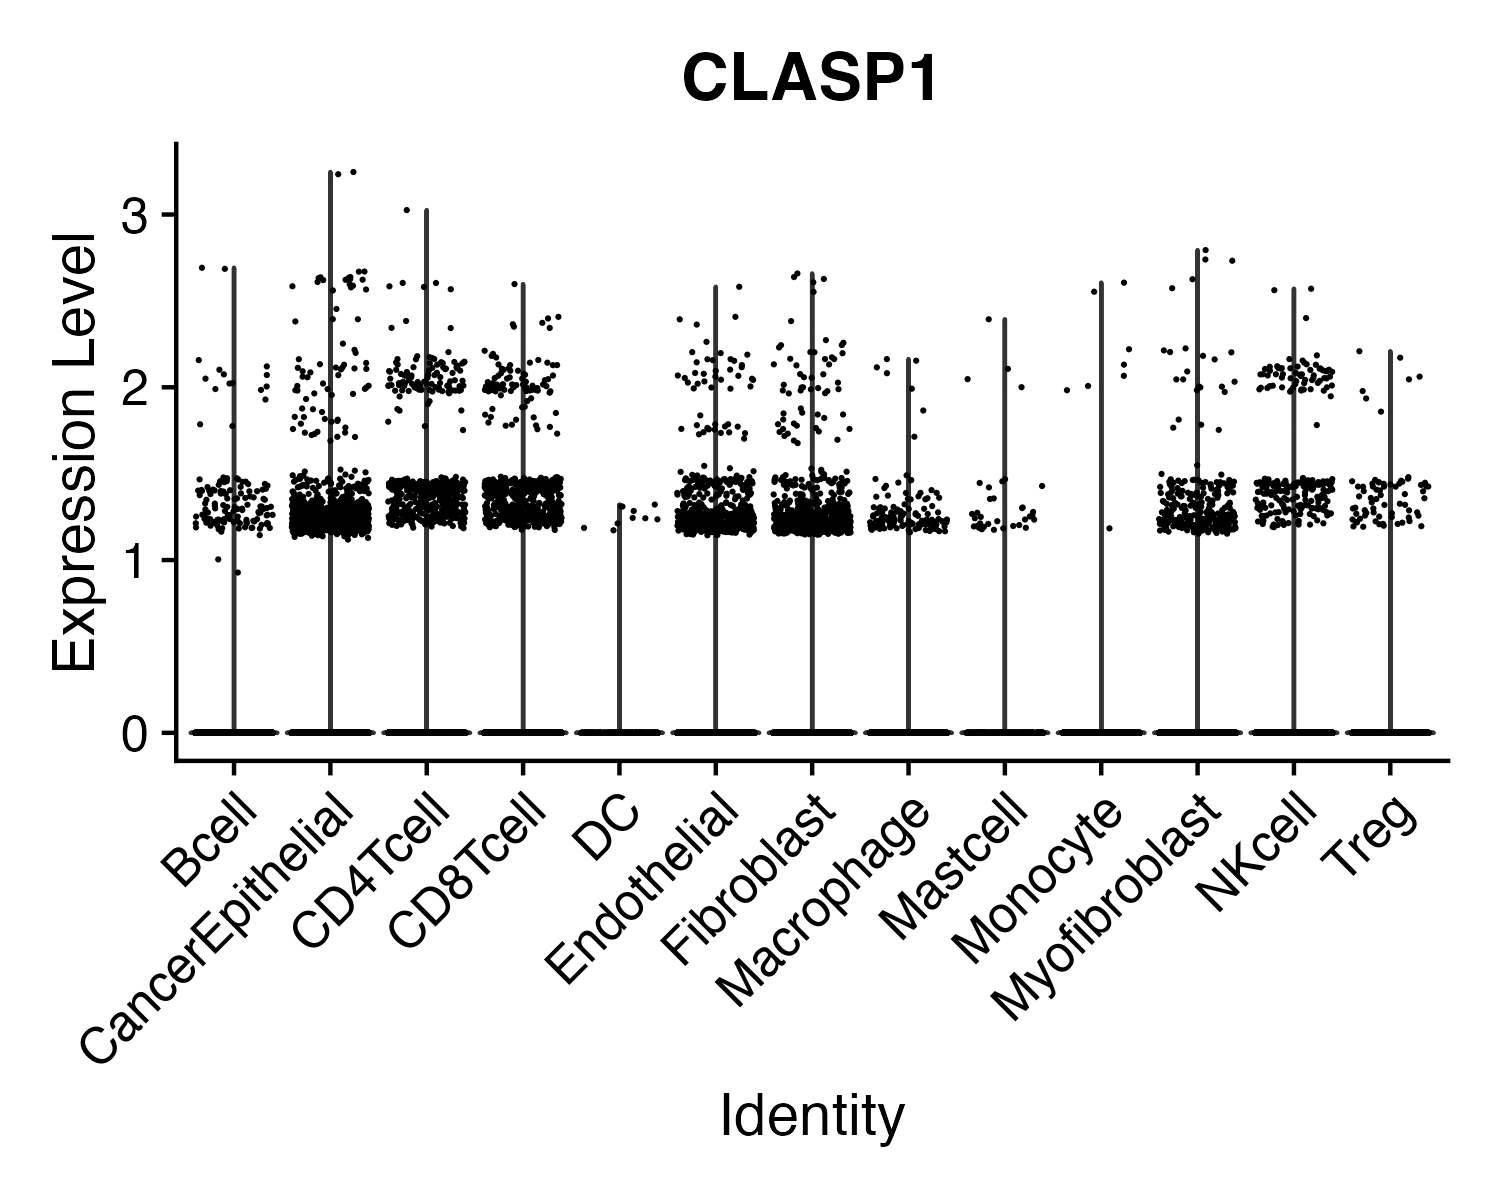 CLASP1
Expression Level
3
2
1
0
Bcell
CancerEpithelial
CD4Tcell
CD8Tcell
DC
Endothelial
Fibroblast
Macrophage
Mastcell
Monocyte
Myofibroblast
NKcell
Treg
Identity